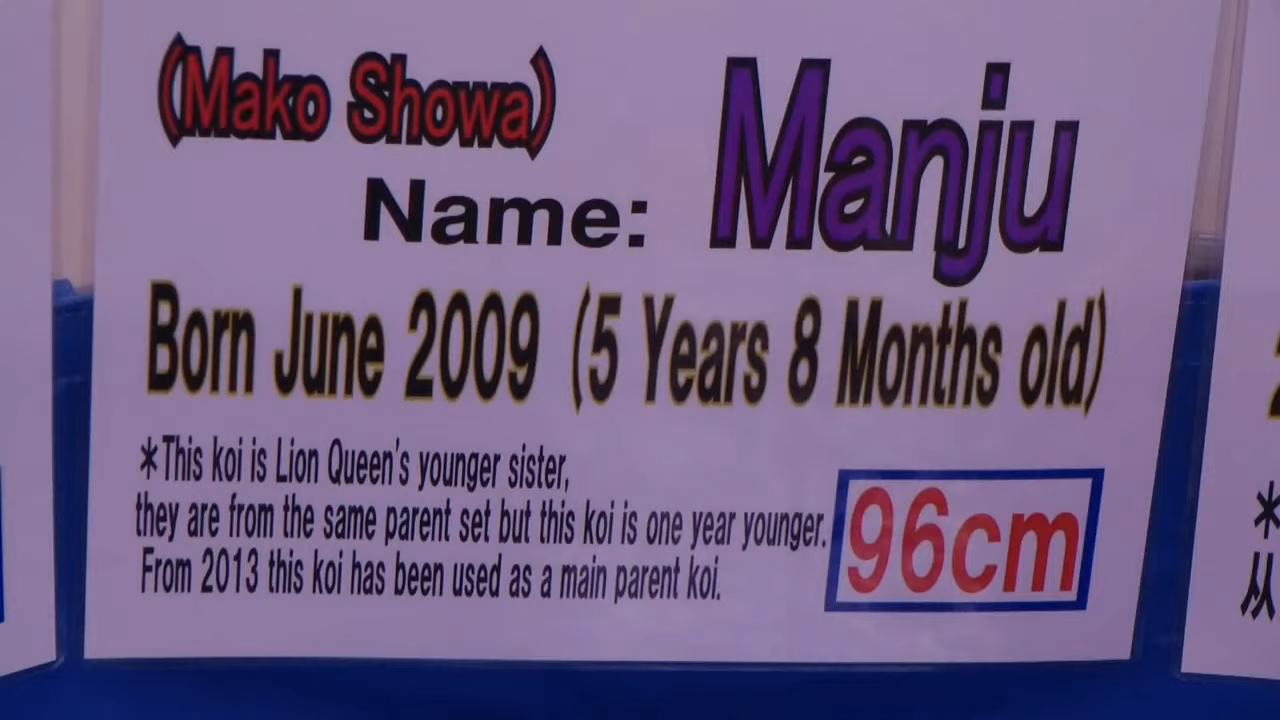 (Mako Showa)
Name: Manju
Born June 2009 (5 Years 8 Months old)
*This koi is Lion Queen's younger sister,
they are from the same parent set but this koi is one year younger.
From 2013 this koi has been used as a main parent koi.
96cm
*
从